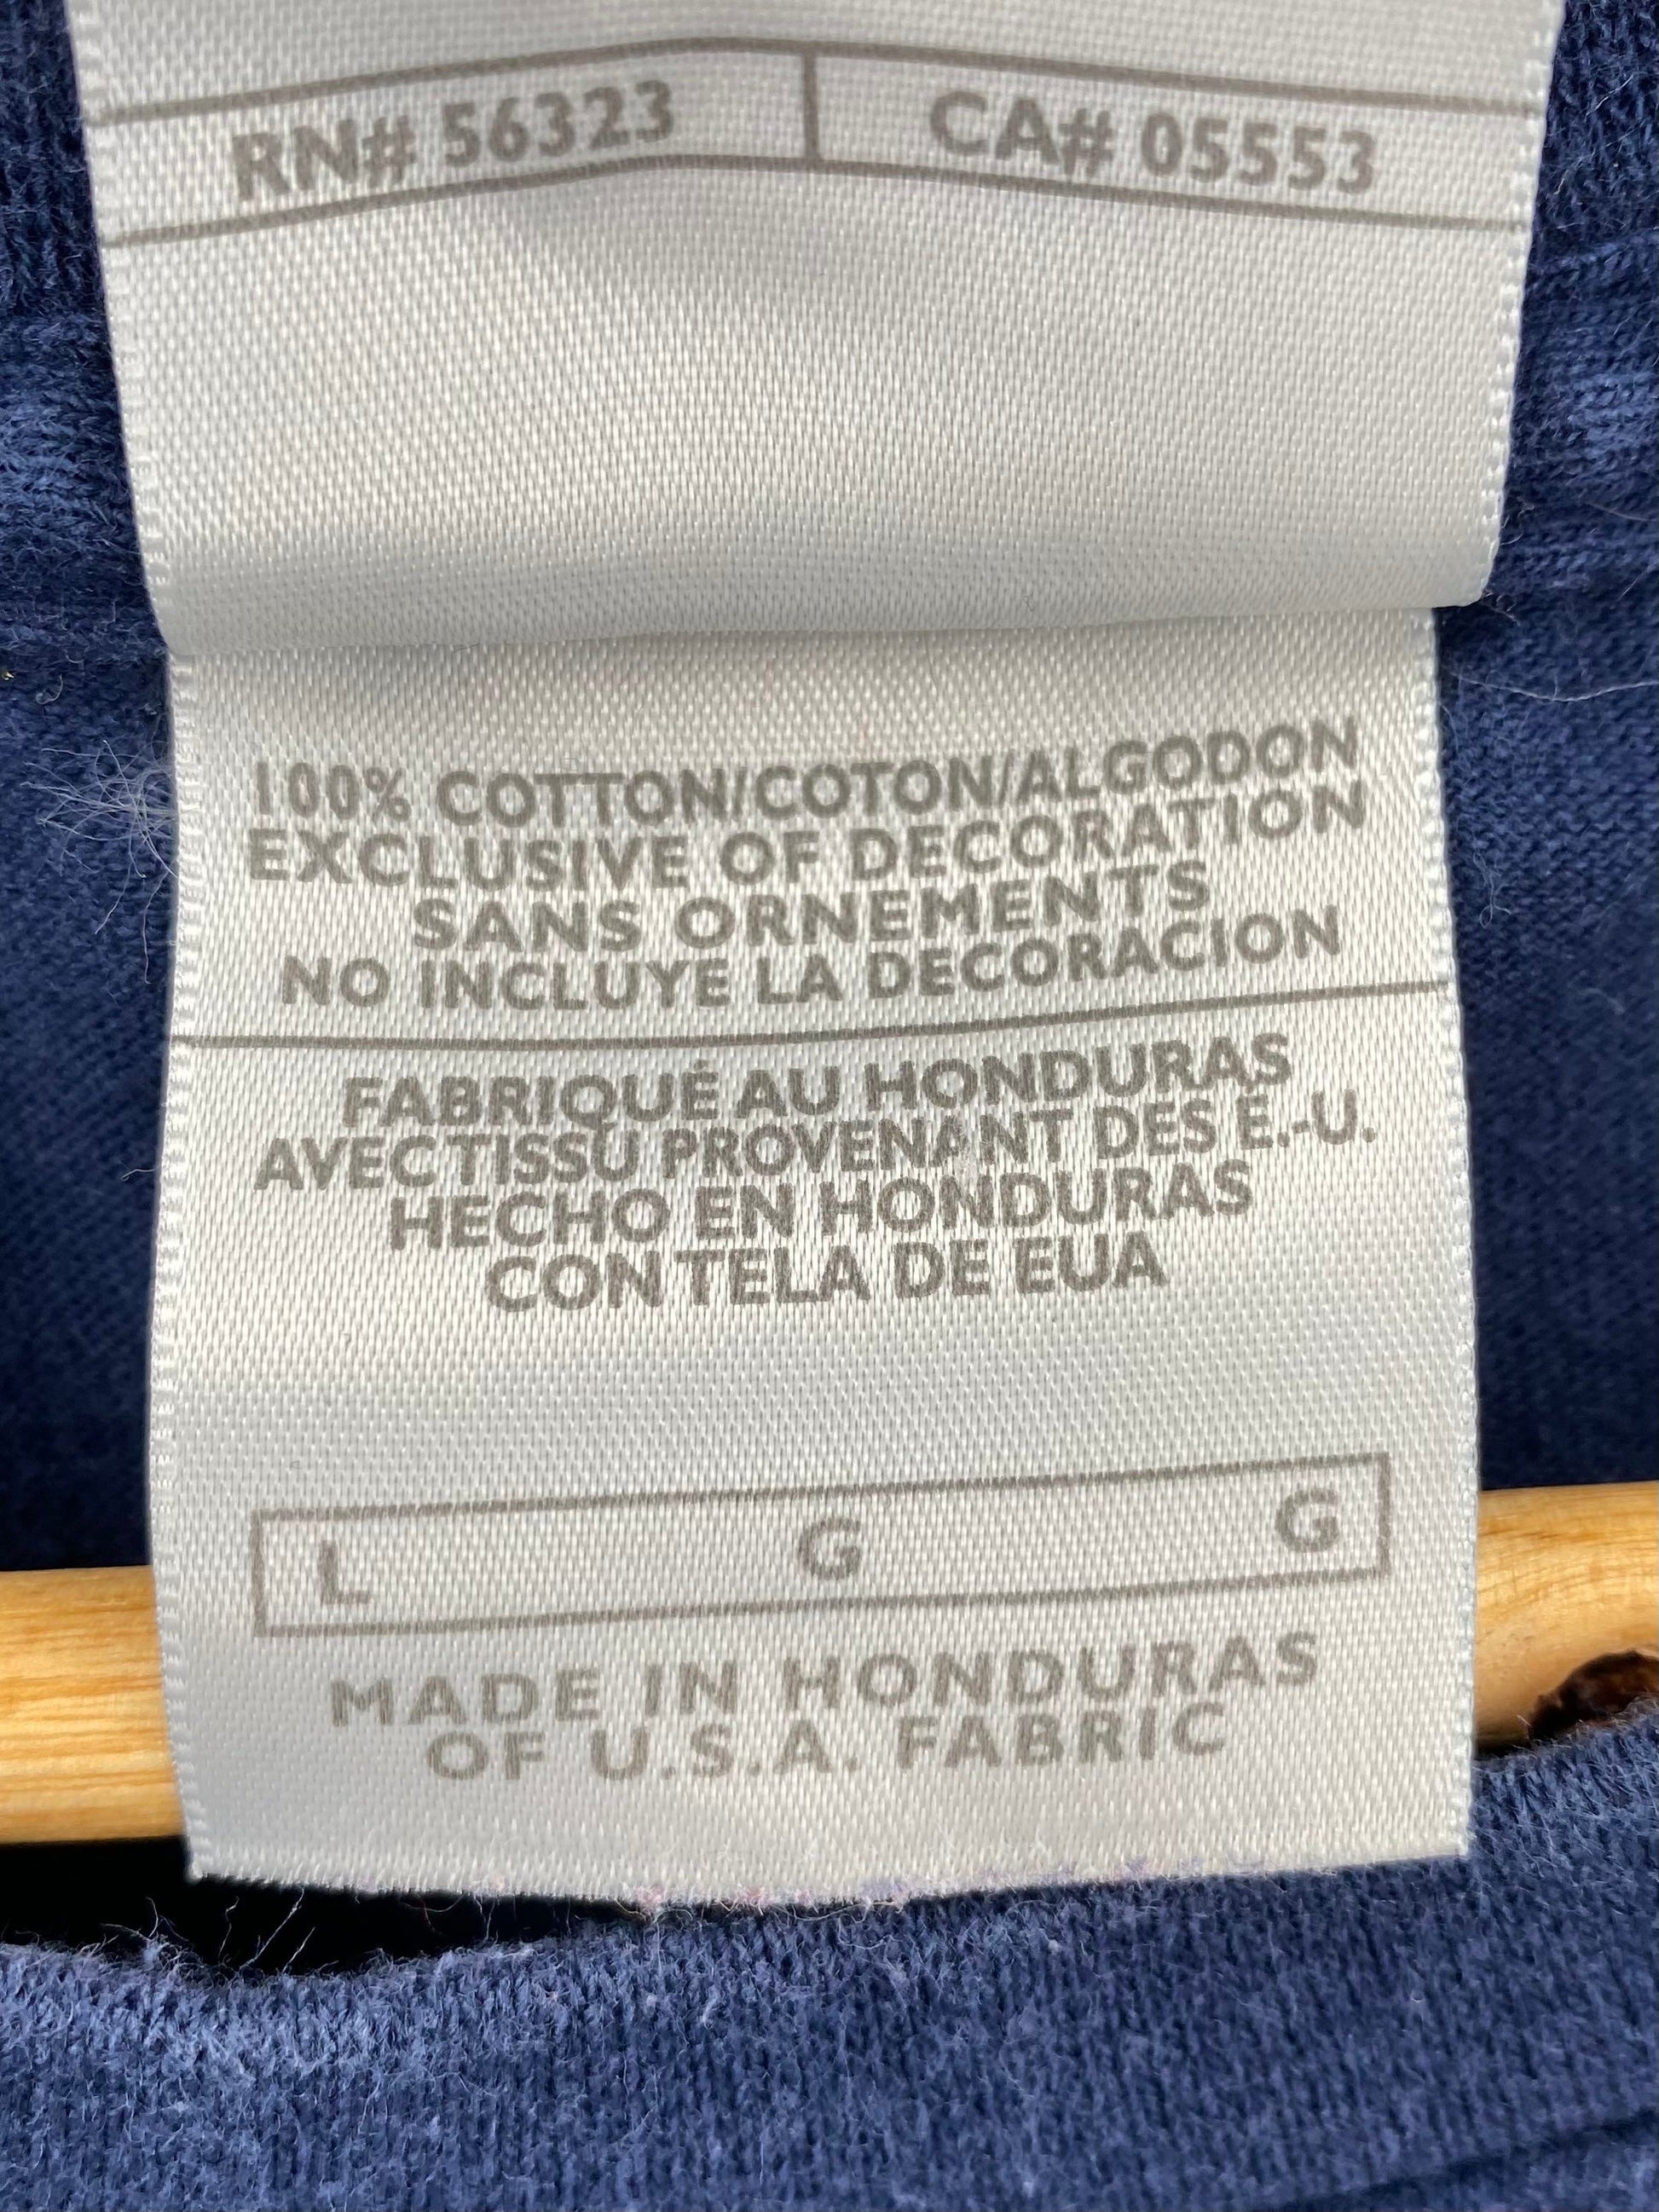 RN# 56323 CA# 05553
100% COTTON/COTON/ALGODON
EXCLUSIVE OF DECORATION
SANS ORNEMENTS
NO INCLUYE LA DECORACION
FABRIQUÉ AU HONDURAS
AVEC TISSU PROVENANT DES É.-U.
HECHO EN HONDURAS
CON TELA DE EUA
L G G
MADE IN HONDURAS
OF U.S.A. FABRIC